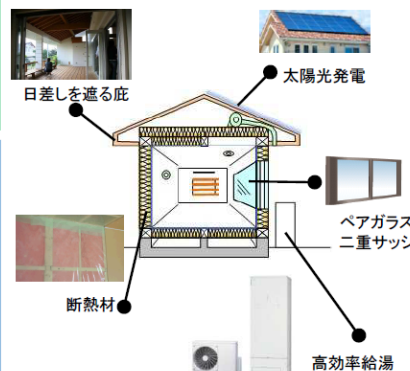 日差しを遮る庇
太陽光発電
ペアガラス
二重サッシ
断熱材
高効率給湯